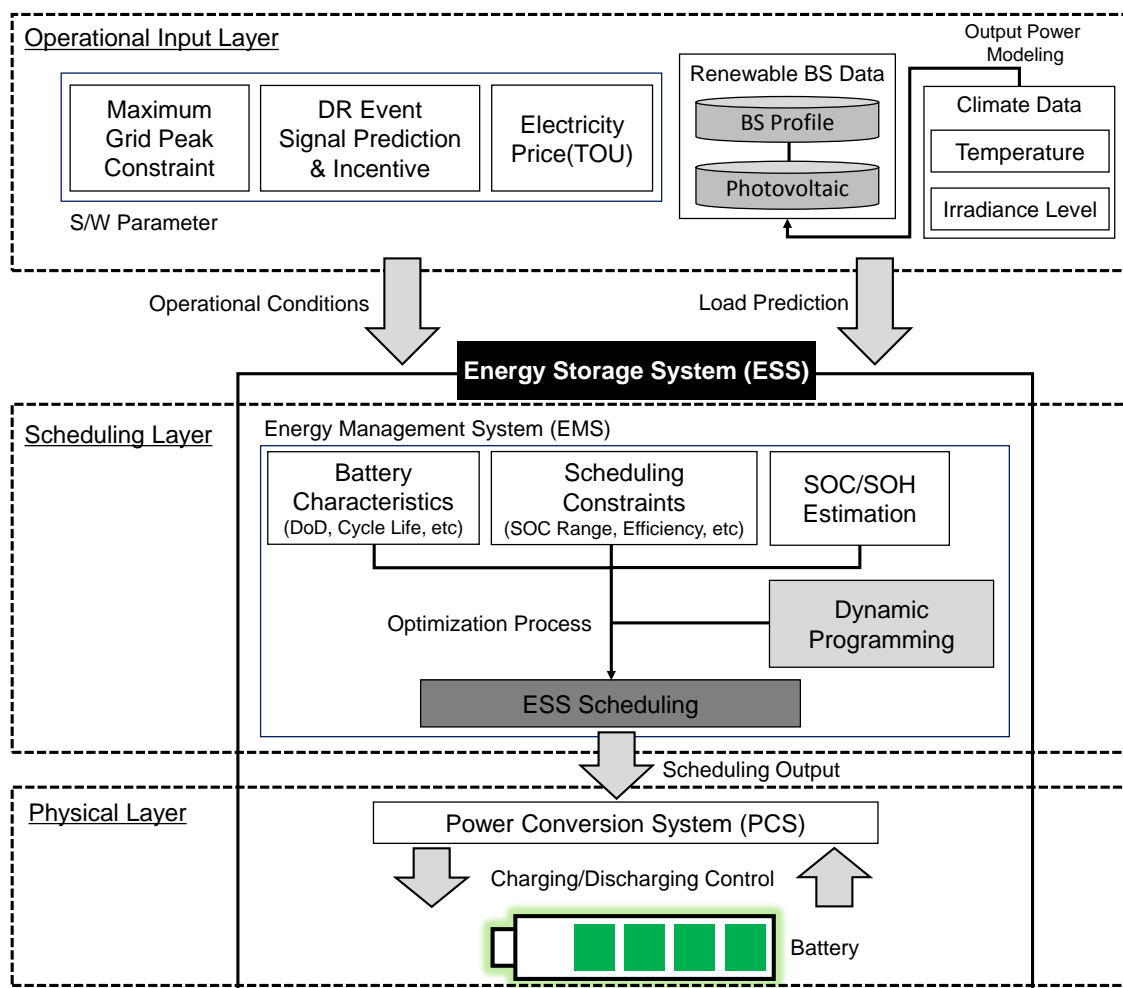 Operational Input Layer
Output Power
Modeling
Maximum
Grid Peak
Constraint
DR Event
Signal Prediction
& Incentive
Electricity
Price(TOU)
S/W Parameter
Renewable BS Data
BS Profile
Photovoltaic
Climate Data
Temperature
Irradiance Level
Operational Conditions
Load Prediction
Energy Storage System (ESS)
Scheduling Layer
Energy Management System (EMS)
Battery
Characteristics
(DoD, Cycle Life, etc)
Scheduling
Constraints
(SOC Range, Efficiency, etc)
SOC/SOH
Estimation
Optimization Process
Dynamic
Programming
ESS Scheduling
Scheduling Output
Physical Layer
Power Conversion System (PCS)
Charging/Discharging Control
Battery